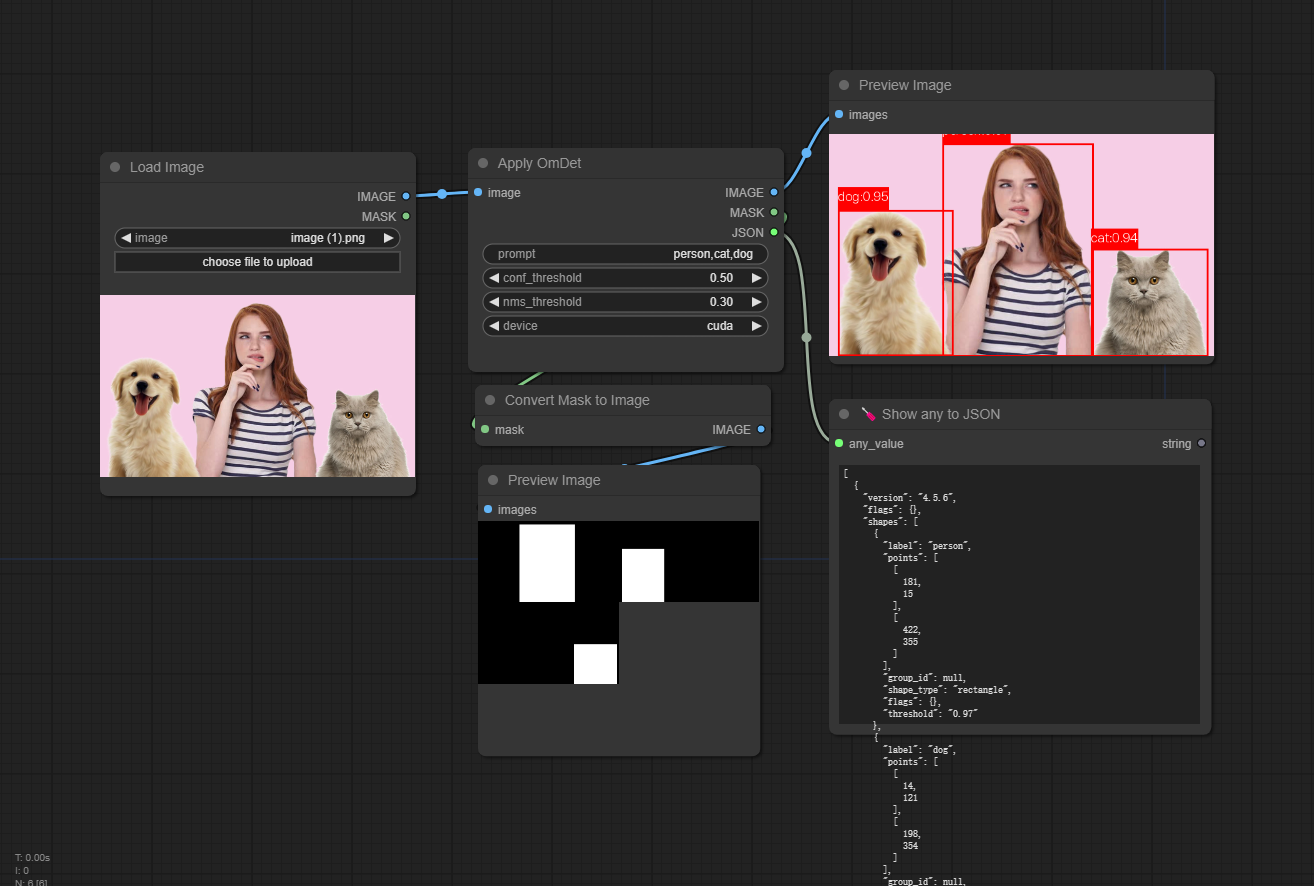 Load Image
IMAGE
MASK
image image (1).png
choose file to upload
Apply OmDet
image IMAGE
MASK
JSON
prompt person,cat,dog
conf_threshold 0.50
nms_threshold 0.30
device cuda
Convert Mask to Image
mask IMAGE
Preview Image
images
Preview Image
images
dog:0.95
cat:0.94
Show any to JSON
any_value string
[
{
"version": "4.5.6",
"flags": {},
"shapes": [
{
"label": "person",
"points": [
[
181,
15
],
[
422,
355
]
],
"group_id": null,
"shape_type": "rectangle",
"flags": {},
"threshold": "0.97"
},
{
"label": "dog",
"points": [
[
14,
121
],
[
198,
354
]
],
"group_id": null,
T: 0.00s
I: 0
N: 6 [6]